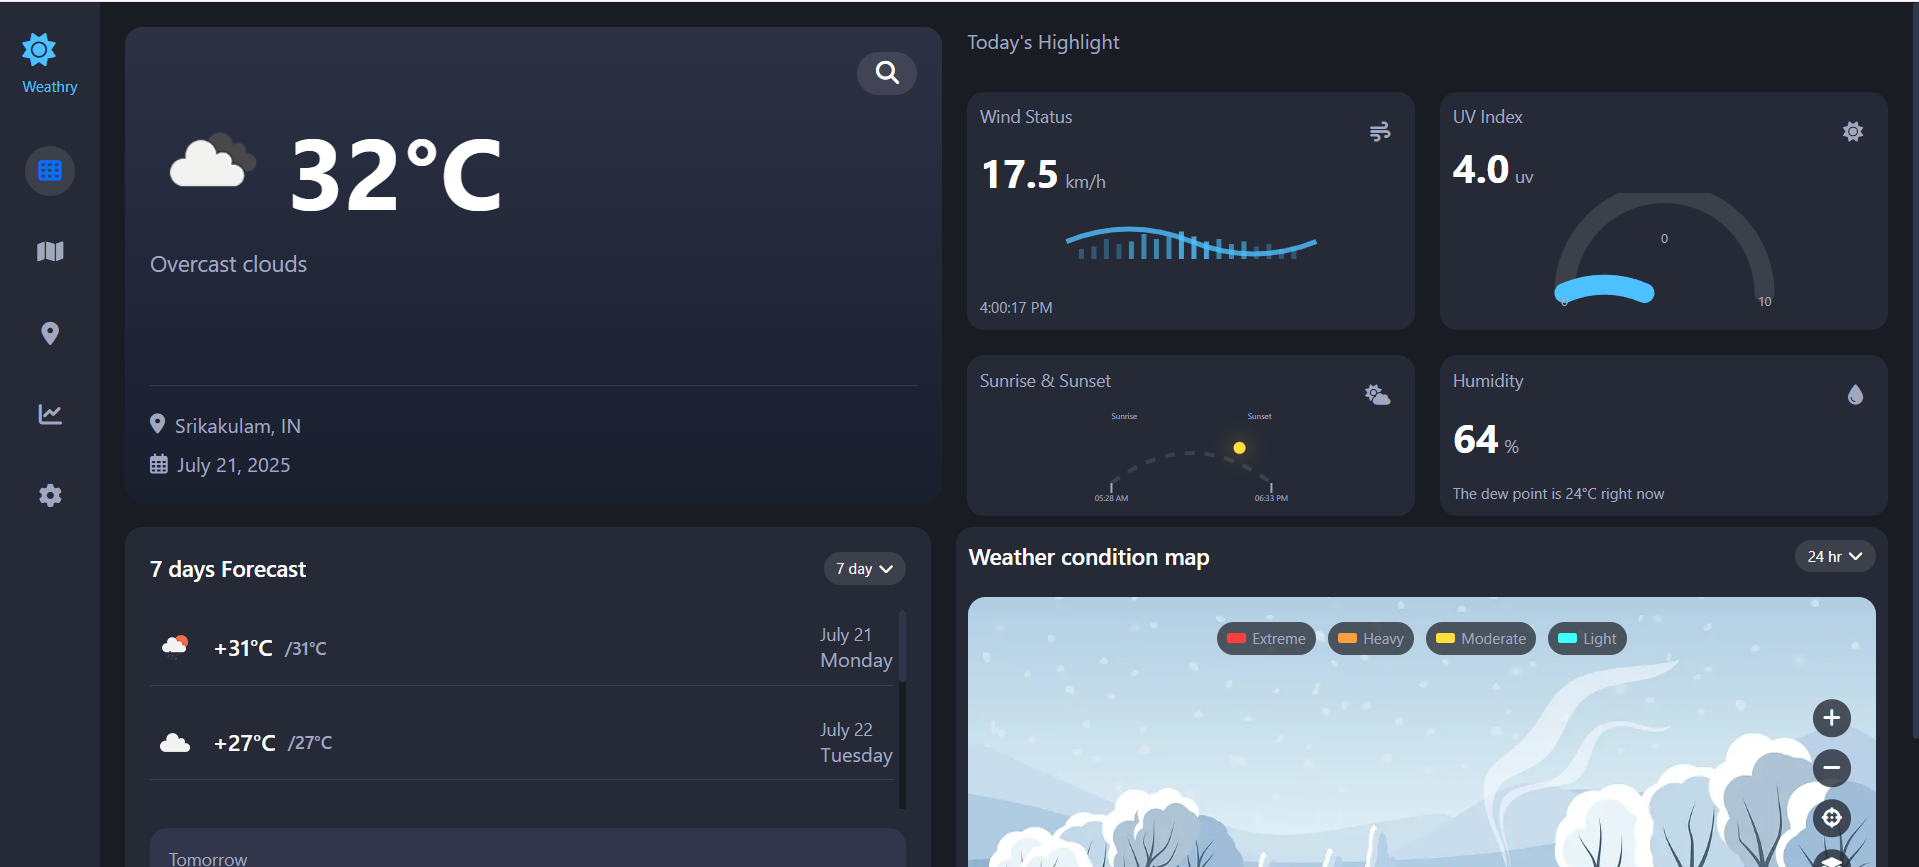 Weathry
32°C
Overcast clouds
Srikakulam, IN
July 21, 2025
Today's Highlight
Wind Status
17.5 km/h
4:00:17 PM
UV Index
4.0 uv
0
0
10
Sunrise & Sunset
Sunrise
Sunset
05:28 AM
06:33 PM
Humidity
64 %
The dew point is 24°C right now
7 days Forecast
7 day
+31°C /31°C
July 21
Monday
+27°C /27°C
July 22
Tuesday
Tomorrow
Weather condition map
24 hr
Extreme
Heavy
Moderate
Light